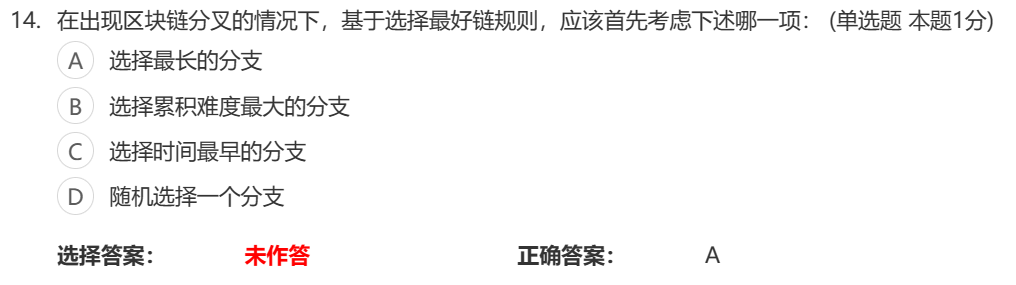 14. 在出现区块链分叉的情况下，基于选择最好链规则，应该首先考虑下述哪一项： (单选题 本题1分)
A 选择最长的分支
B 选择累积难度最大的分支
C 选择时间最早的分支
D 随机选择一个分支
选择答案： 未作答 正确答案： A